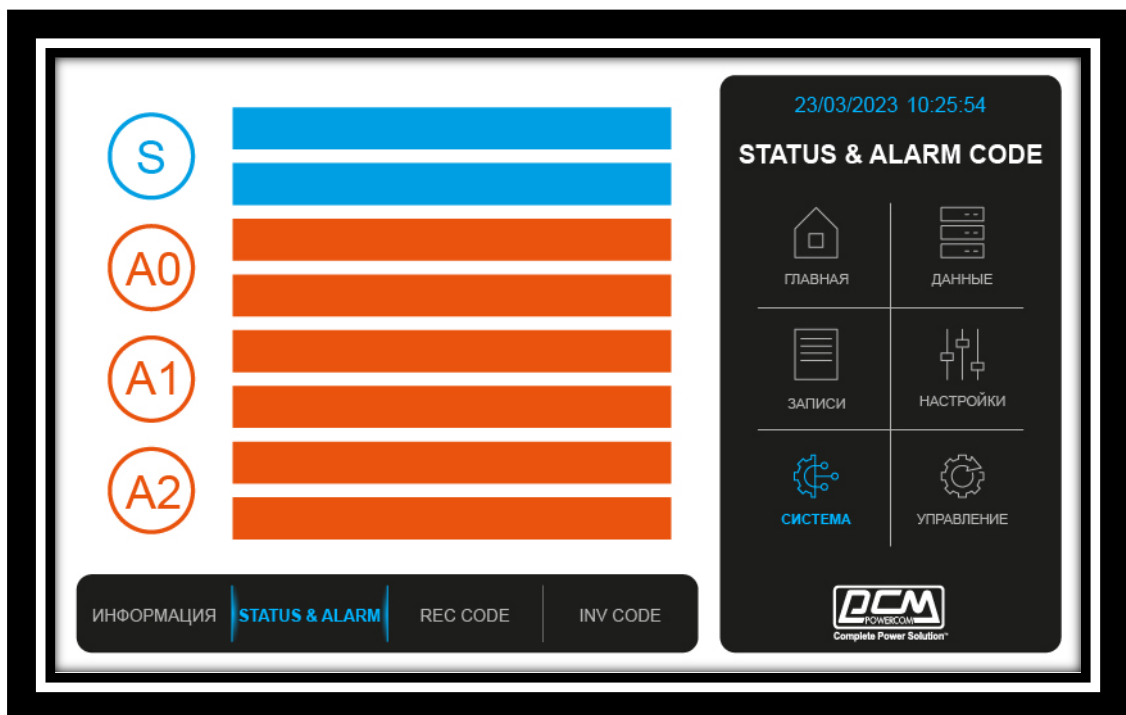 S
A0
A1
A2
ИНФОРМАЦИЯ
STATUS & ALARM
REC CODE
INV CODE
23/03/2023 10:25:54
STATUS & ALARM CODE
ГЛАВНАЯ
ДАННЫЕ
ЗАПИСИ
НАСТРОЙКИ
СИСТЕМА
УПРАВЛЕНИЕ
PCM
POWERCOM
Complete Power Solution™